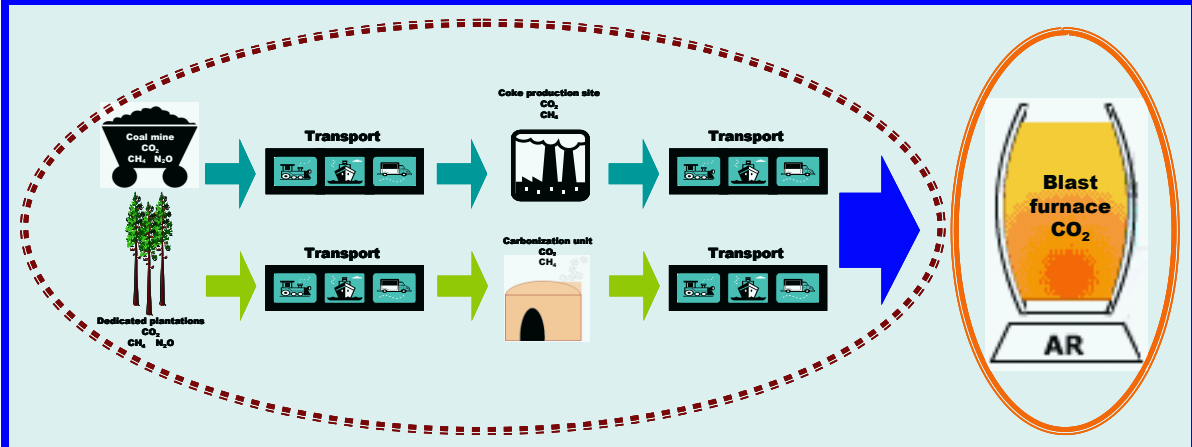 Coal mine
CO₂
CH₄ N₂O
Transport
Coke production site
CO₂
CH₄
Transport
Dedicated plantations
CO₂
CH₄ N₂O
Transport
Carbonization unit
CO₂
CH₄
Transport
Blast
furnace
CO₂
AR